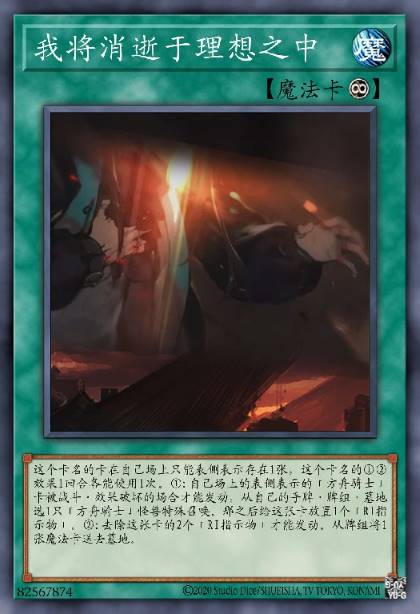 我将消逝于理想之中
魔
【魔法卡♾】
这个卡名的卡在自己场上只能表侧表示存在1张，这个卡名的①②
效果1回合各能使用1次。①：自己场上的表侧表示的「方舟骑士」
卡被战斗・效果破坏的场合才能发动。从自己的手牌・牌组・墓地
选1只「方舟骑士」怪兽特殊召唤，那之后给这张卡放置1个「RI指
示物」。②：去除这张卡的2个「RI指示物」才能发动。从牌组将1
张魔法卡送去墓地。
82567874
©2020 Studio Dice/SHUEISHA, TV TOKYO, KONAMI